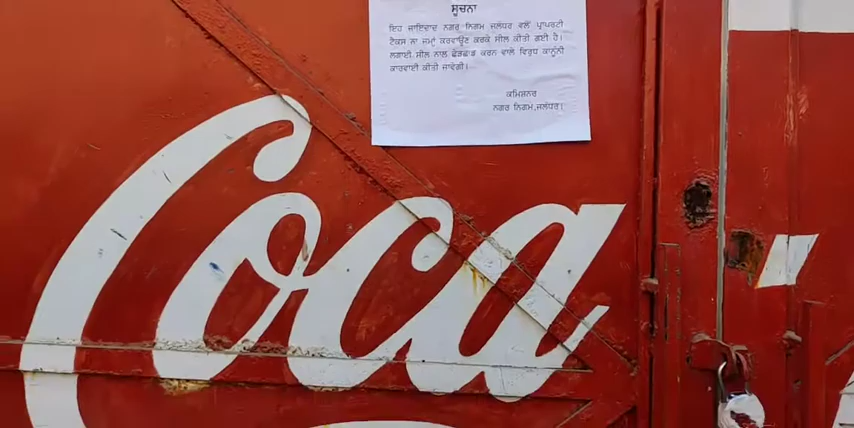 ਸੂਚਨਾ
ਇਹ ਜਾਇਦਾਦ ਨਗਰ ਨਿਗਮ ਜਲੰਧਰ ਵਲੋਂ ਪ੍ਰਾਪਰਟੀ
ਟੈਕਸ ਨਾ ਜਮ੍ਹਾਂ ਕਰਵਾਉਣ ਕਰਕੇ ਸੀਲ ਕੀਤੀ ਗਈ ਹੈ।
ਲਗਾਈ ਸੀਲ ਨਾਲ ਛੇੜਛਾੜ ਕਰਨ ਵਾਲੇ ਵਿਰੁਧ ਕਾਨੂੰਨੀ
ਕਾਰਵਾਈ ਕੀਤੀ ਜਾਵੇਗੀ।
ਕਮਿਸ਼ਨਰ
ਨਗਰ ਨਿਗਮ,ਜਲੰਧਰ।
Coca